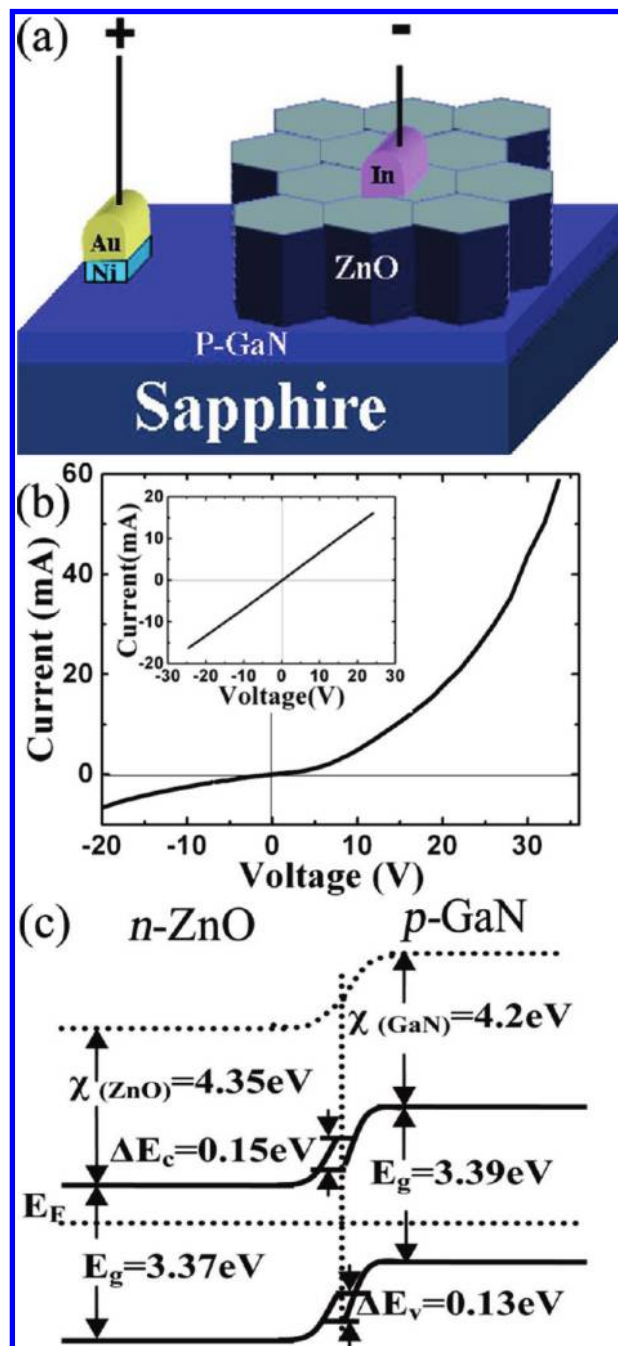 (a)
+
-
Au
Ni
In
ZnO
P-GaN
Sapphire
(b)
60
40
20
0
Current (mA)
-20
-10
0
10
20
30
Voltage (V)
20
10
0
-10
-20
Current(mA)
-30
-20
-10
0
10
20
30
Voltage(V)
(c)
n-ZnO
p-GaN
χ (GaN)=4.2eV
χ (ZnO)=4.35eV
ΔEc=0.15eV
Eg=3.39eV
EF
Eg=3.37eV
ΔEv=0.13eV